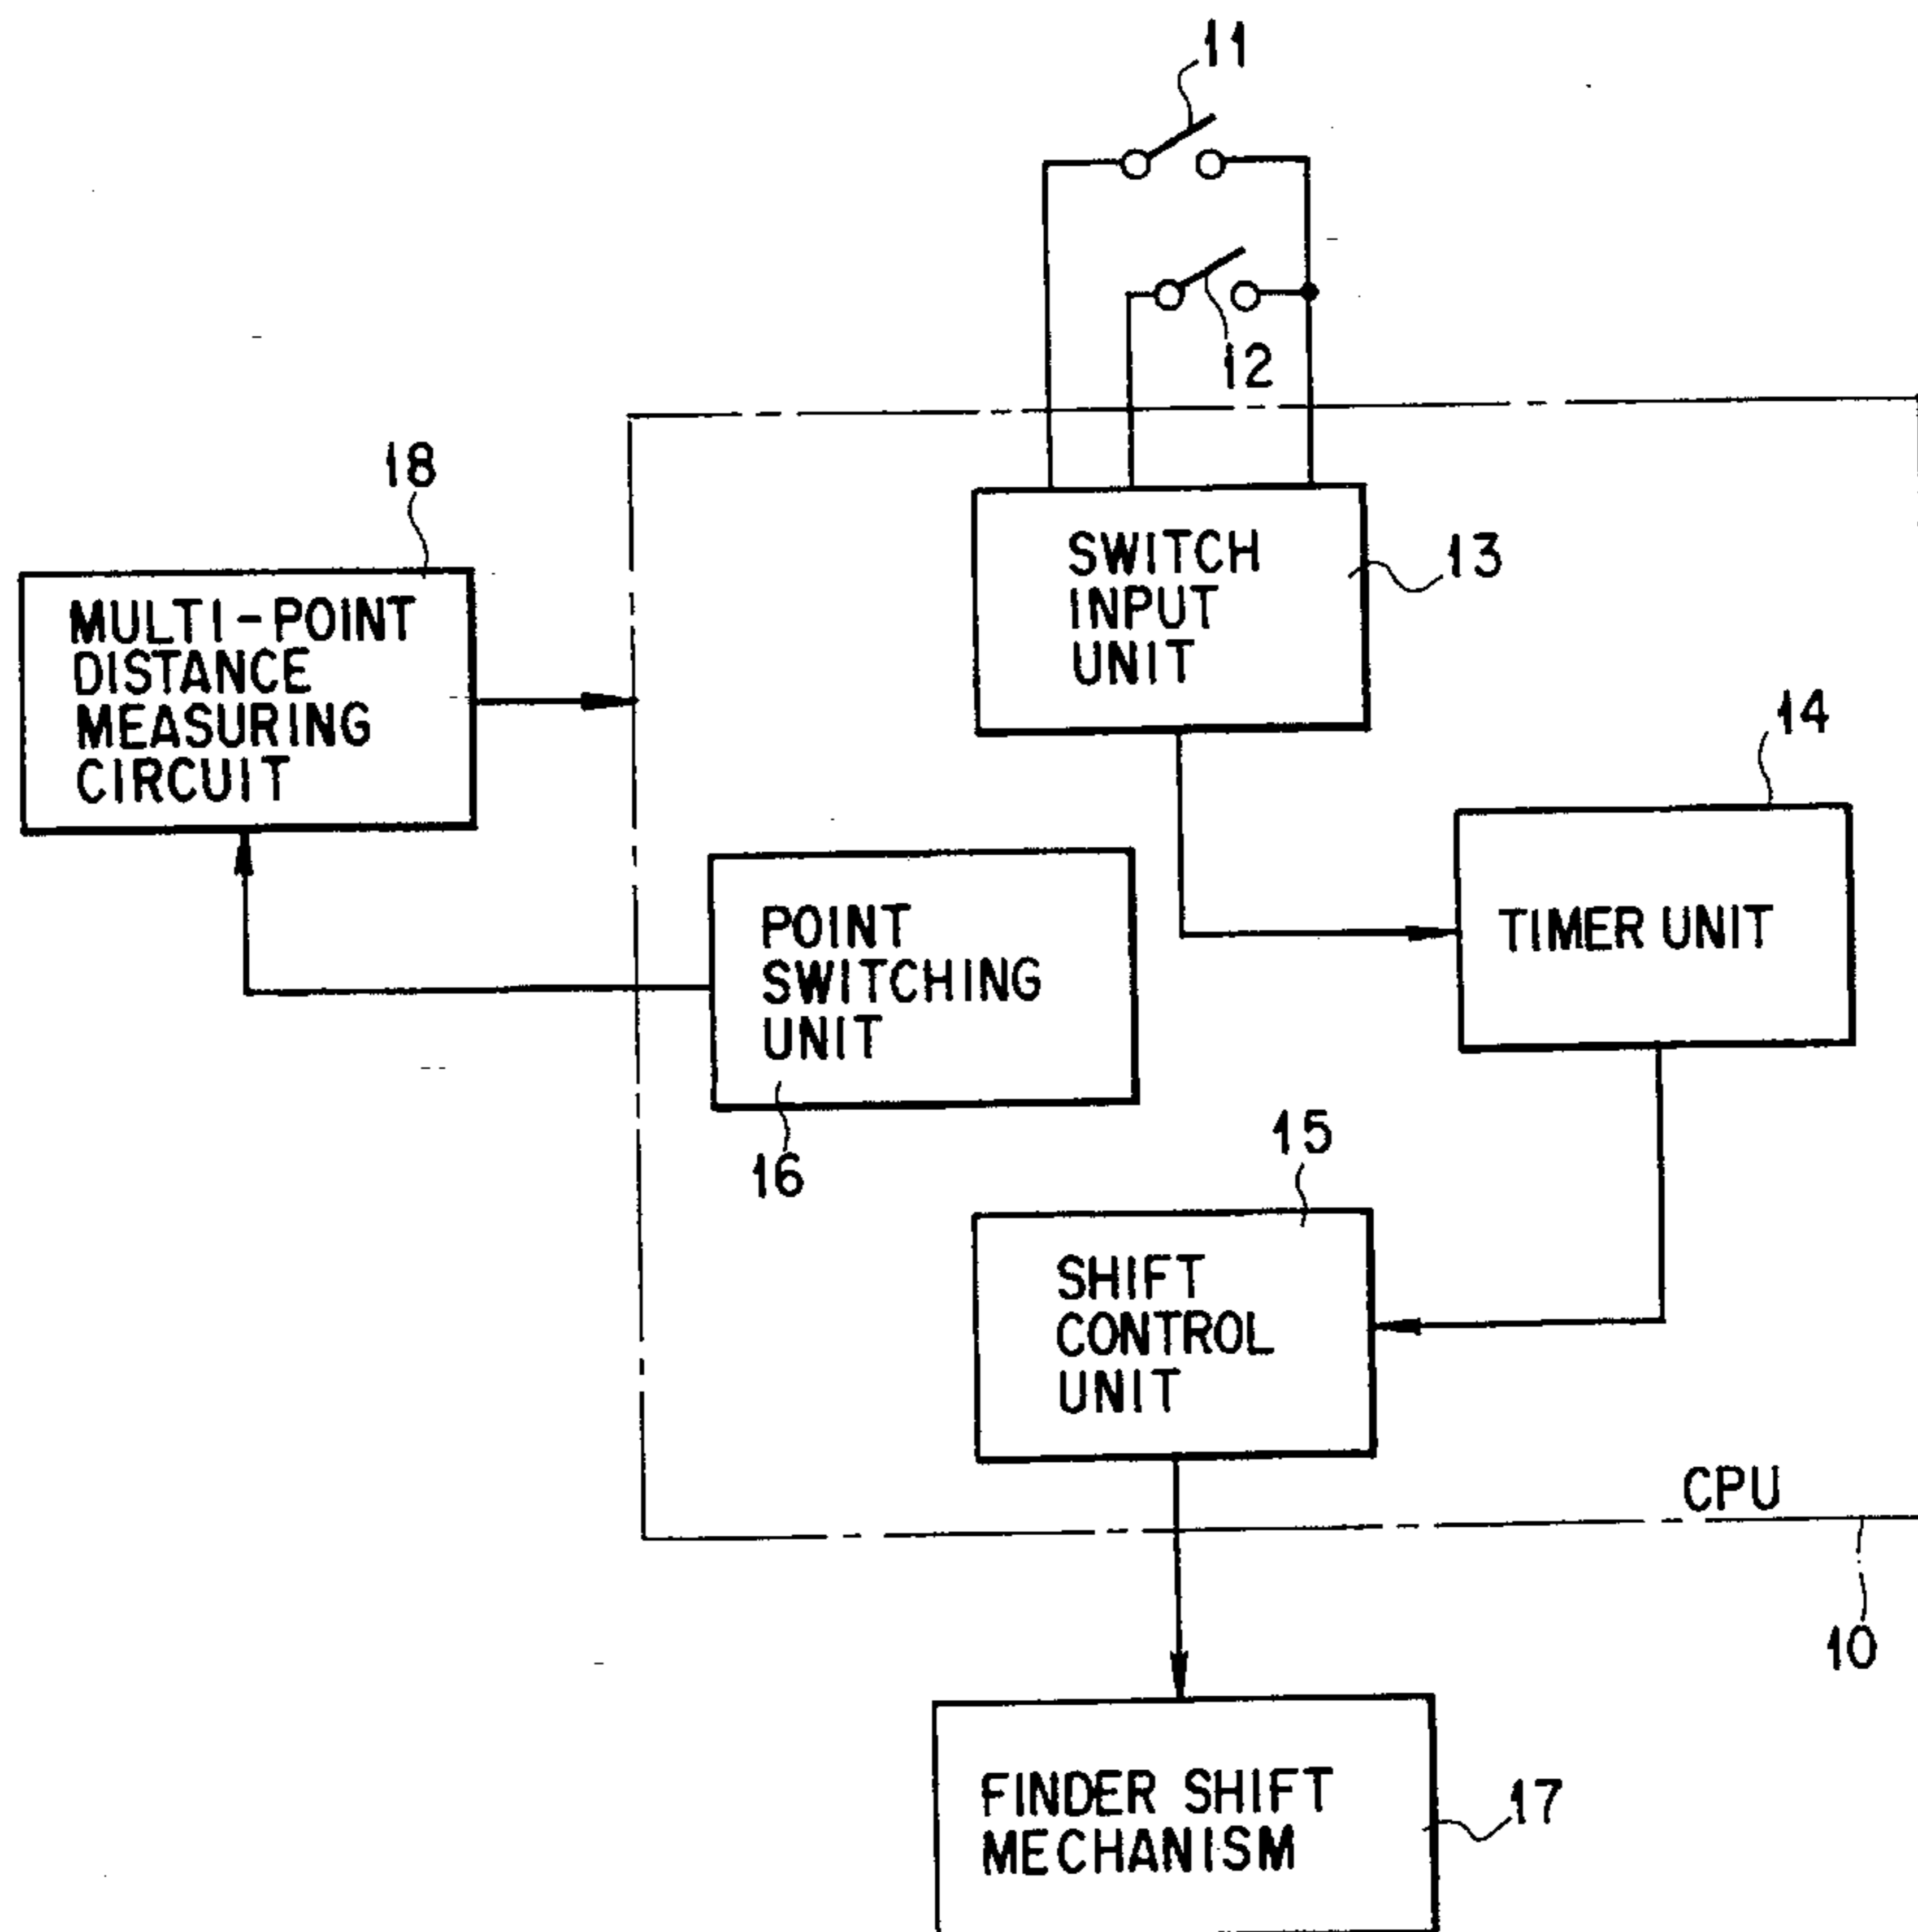 11
12
18
MULTI-POINT
DISTANCE
MEASURING
CIRCUIT
SWITCH
INPUT
UNIT
13
14
TIMER UNIT
POINT
SWITCHING
UNIT
16
15
SHIFT
CONTROL
UNIT
CPU
10
FINDER SHIFT
MECHANISM
17